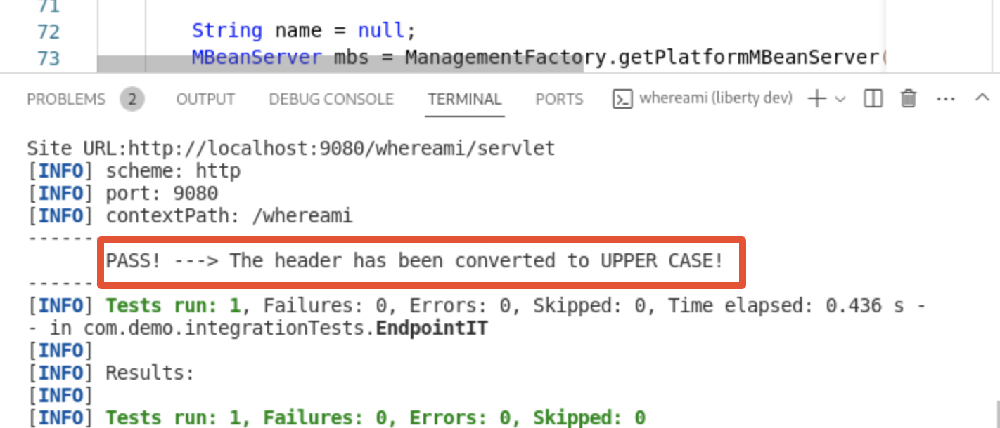 71
72 String name = null;
73 MBeanServer mbs = ManagementFactory.getPlatformMBeanServer(
PROBLEMS 2 OUTPUT DEBUG CONSOLE TERMINAL PORTS whereami (liberty dev)
Site URL:http://localhost:9080/whereami/servlet
[INFO] scheme: http
[INFO] port: 9080
[INFO] contextPath: /whereami
------
PASS! ---> The header has been converted to UPPER CASE!
------
[INFO] Tests run: 1, Failures: 0, Errors: 0, Skipped: 0, Time elapsed: 0.436 s -
- in com.demo.integrationTests.EndpointIT
[INFO]
[INFO] Results:
[INFO]
[INFO] Tests run: 1, Failures: 0, Errors: 0, Skipped: 0